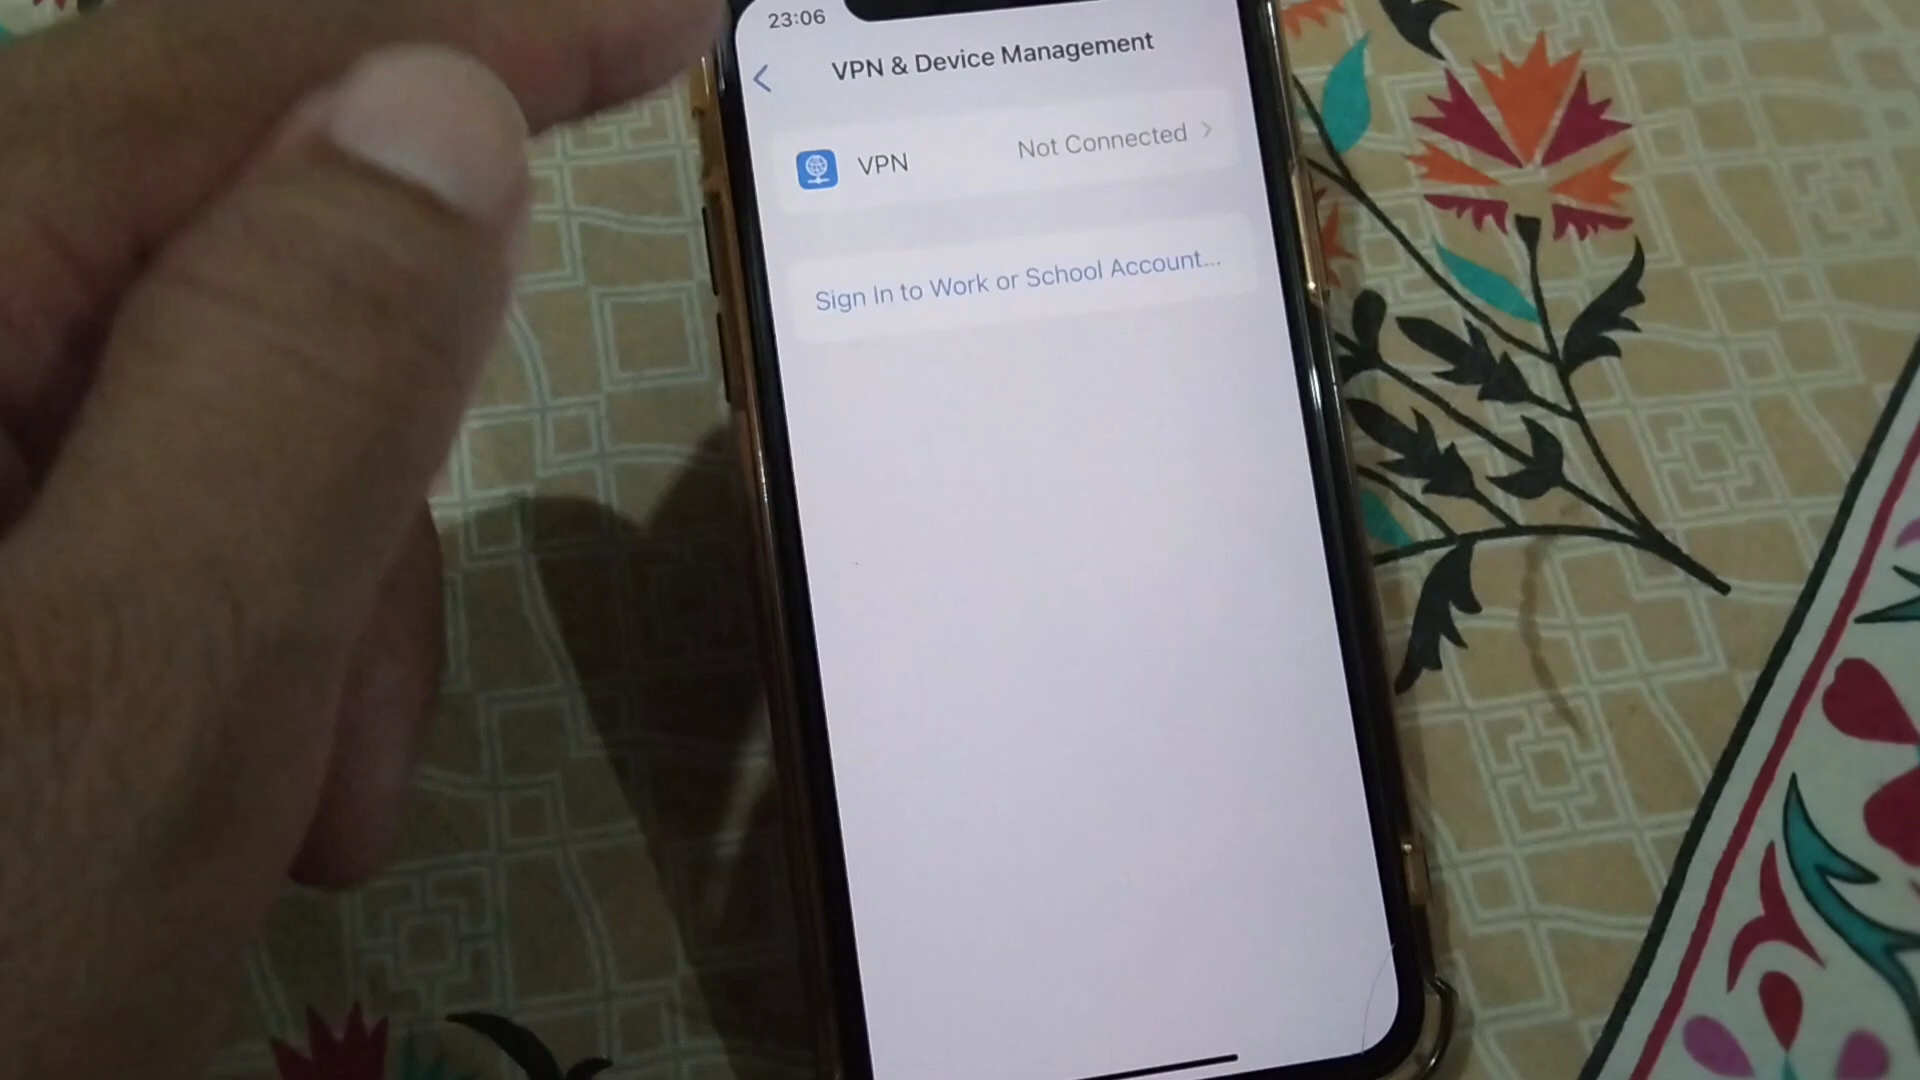 23:06
VPN & Device Management
VPN Not Connected
Sign In to Work or School Account...